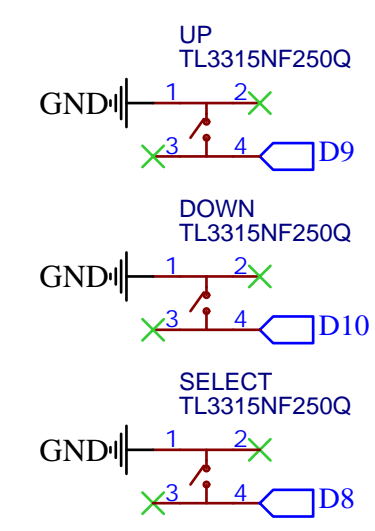 UP
TL3315NF250Q
GND 1 2
3 4 D9
DOWN
TL3315NF250Q
GND 1 2
3 4 D10
SELECT
TL3315NF250Q
GND 1 2
3 4 D8